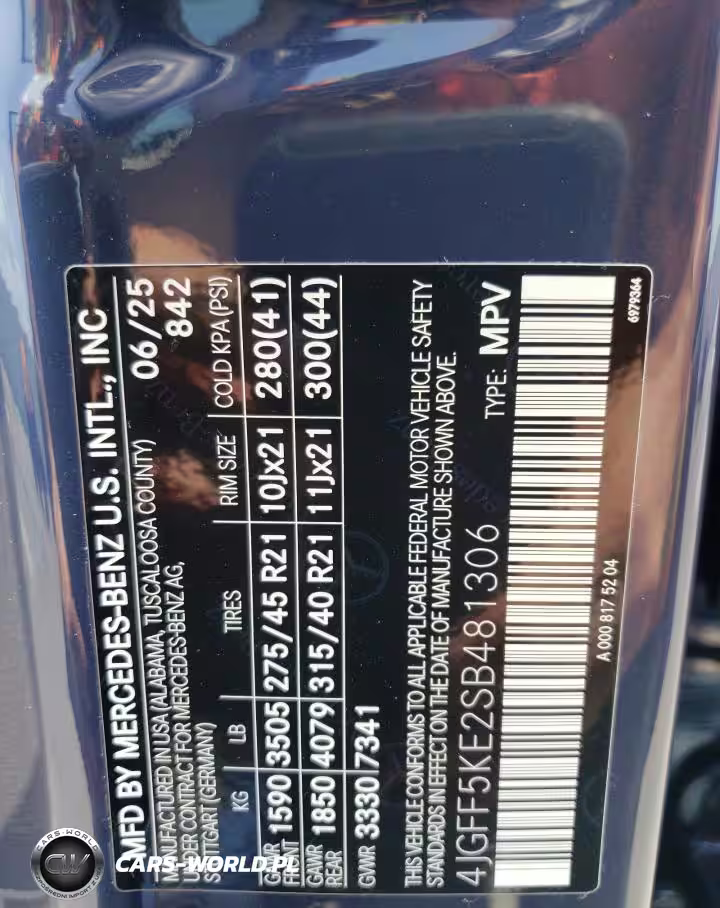 MFD BY MERCEDES-BENZ U.S. INTL., INC
MANUFACTURED IN USA (ALABAMA, TUSCALOOSA COUNTY) 06/25
UNDER CONTRACT FOR MERCEDES-BENZ AG, 842
STUTTGART (GERMANY)
KG LB TIRES RIM SIZE COLD KPA (PSI)
GAWR FRONT 1590 3505 275/45 R21 10Jx21 280(41)
GAWR REAR 1850 4079 315/40 R21 11Jx21 300(44)
GVWR 3330 7341
THIS VEHICLE CONFORMS TO ALL APPLICABLE FEDERAL MOTOR VEHICLE SAFETY
STANDARDS IN EFFECT ON THE DATE OF MANUFACTURE SHOWN ABOVE.
4JGFF5KE2SB481306 TYPE: MPV
A 000 817 52 04
6979364
CARS-WORLD.PL
CARS-WORLD
CW